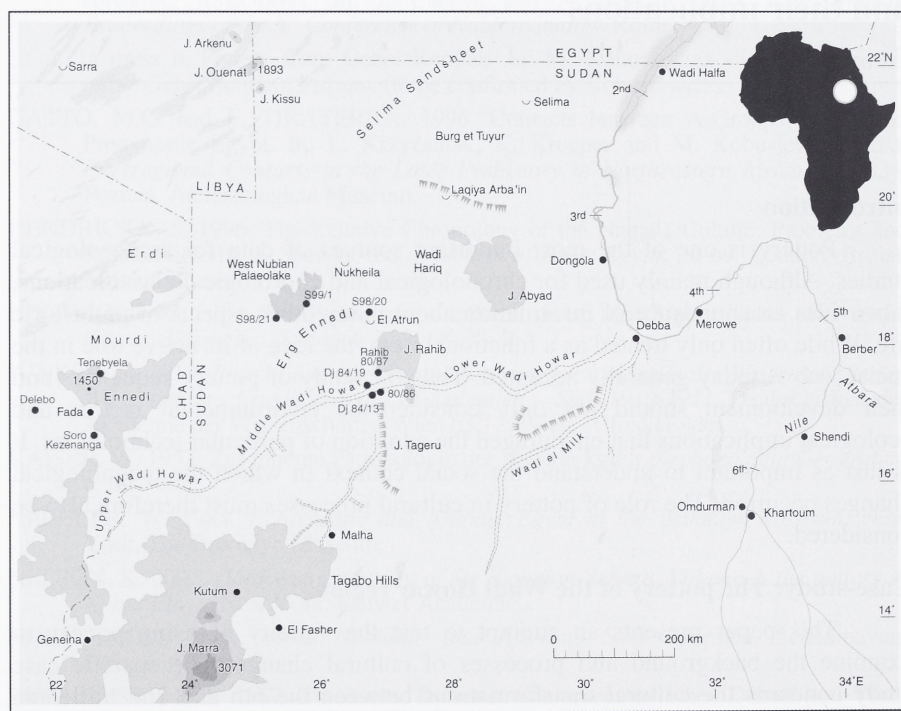 J. Arkenu
Sarra
J. Ouenat
1893
J. Kissu
Selima Sandsheet
EGYPT
SUDAN
22°N
Wadi Halfa
2nd
Selima
Burg et Tuyur
LIBYA
Laqiya Arba'in
20°
3rd
Erdi
West Nubian
Palaeolake
Nukheila
Wadi
Hariq
Dongola
S99/1
S98/20
S98/21
El Atrun
J. Abyad
4th
5th
Erg Ennedi
Debba
Merowe
18°
Berber
Mourdi
Tenebyela
1450
Ennedi
Delebo
Fada
Soro
Kezenanga
CHAD
SUDAN
Rahib
80/87
J. Rahib
Dj 84/19
80/86
Dj 84/13
Lower Wadi Howar
Middle Wadi Howar
Upper Wadi Howar
J. Tageru
Wadi el Milk
Atbara
Nile
Shendi
16°
6th
Omdurman
Khartoum
Malha
Tagabo Hills
Kutum
El Fasher
14°
Geneina
J. Marra
3071
0 200 km
22° 24° 26° 28° 30° 32° 34°E